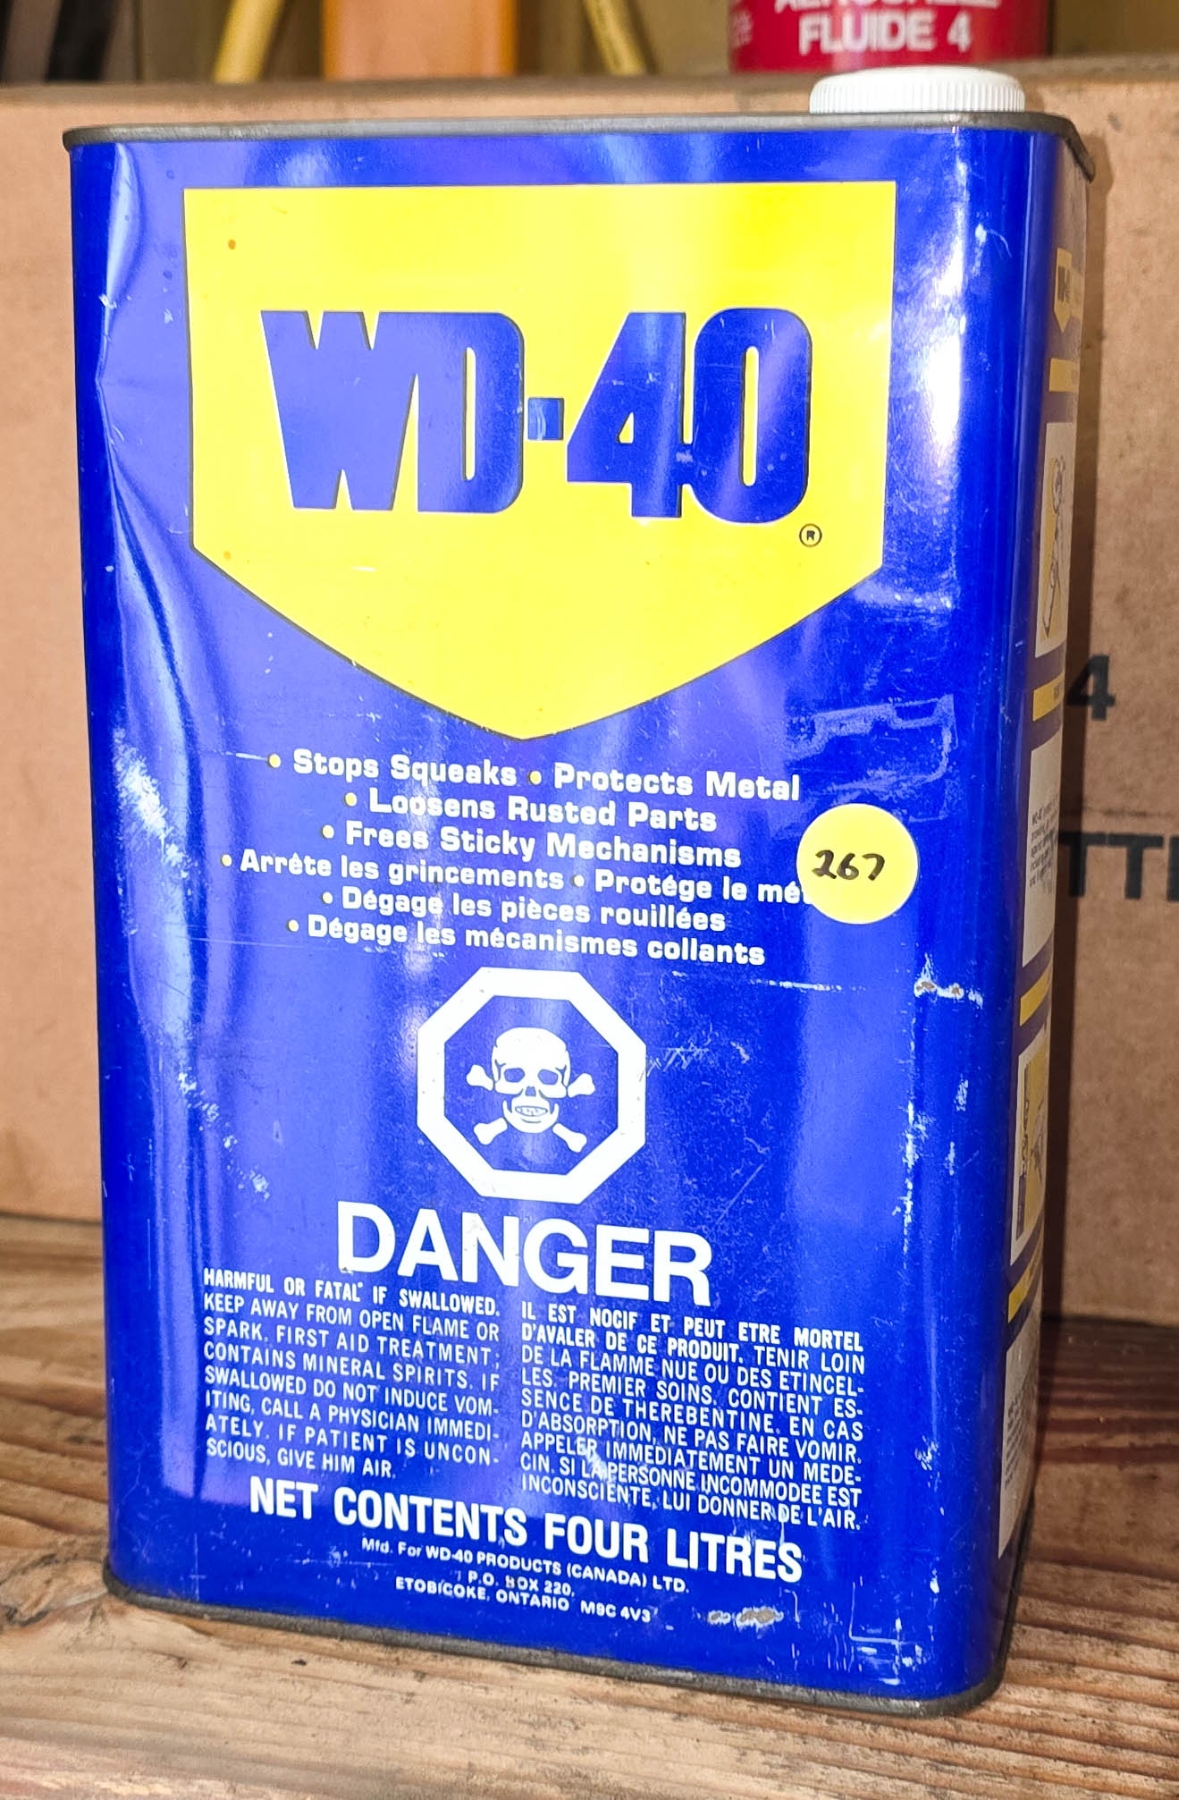 FLUIDE 4
WD-40
®
• Stops Squeaks • Protects Metal
• Loosens Rusted Parts
• Frees Sticky Mechanisms
• Arrête les grincements • Protége le
267
• Dégage les pièces rouillées
• Dégage les mécanismes collants
DANGER
HARMFUL OR FATAL IF SWALLOWED.
KEEP AWAY FROM OPEN FLAME OR
SPARK. FIRST AID TREATMENT;
CONTAINS MINERAL SPIRITS. IF
SWALLOWED DO NOT INDUCE VOM-
ITING, CALL A PHYSICIAN IMMEDI-
ATELY. IF PATIENT IS UNCON-
SCIOUS, GIVE HIM AIR.
IL EST NOCIF ET PEUT ETRE MORTEL
D'AVALER DE CE PRODUIT. TENIR LOIN
DE LA FLAMME NUE OU DES ETINCEL-
LES. PREMIER SOINS. CONTIENT ES-
SENCE DE THEREBENTINE. EN CAS
D'ABSORPTION, NE PAS FAIRE VOMIR.
APPELER IMMEDIATEMENT UN MEDE-
CIN. SI LA PERSONNE INCOMMODEE EST
INCONSCIENTE, LUI DONNER DE L'AIR.
NET CONTENTS FOUR LITRES
Mfd. For WD-40 PRODUCTS (CANADA) LTD.
P.O. BOX 220,
ETOBICOKE, ONTARIO M9C 4V3
4